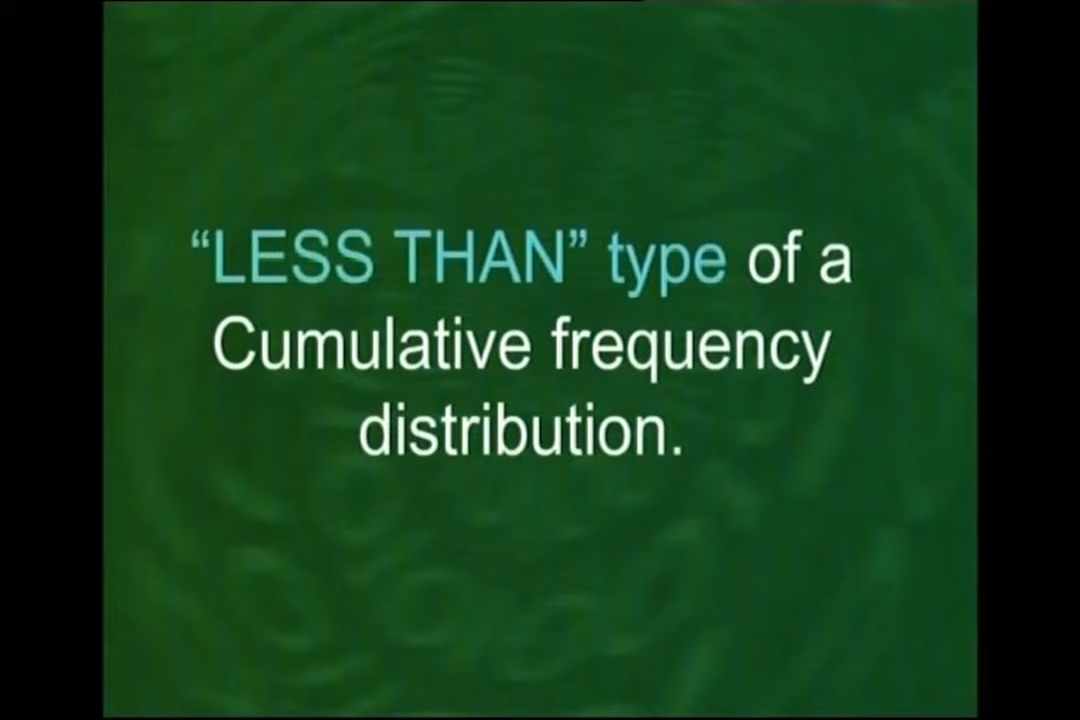 “LESS THAN” type of a
Cumulative frequency
distribution.